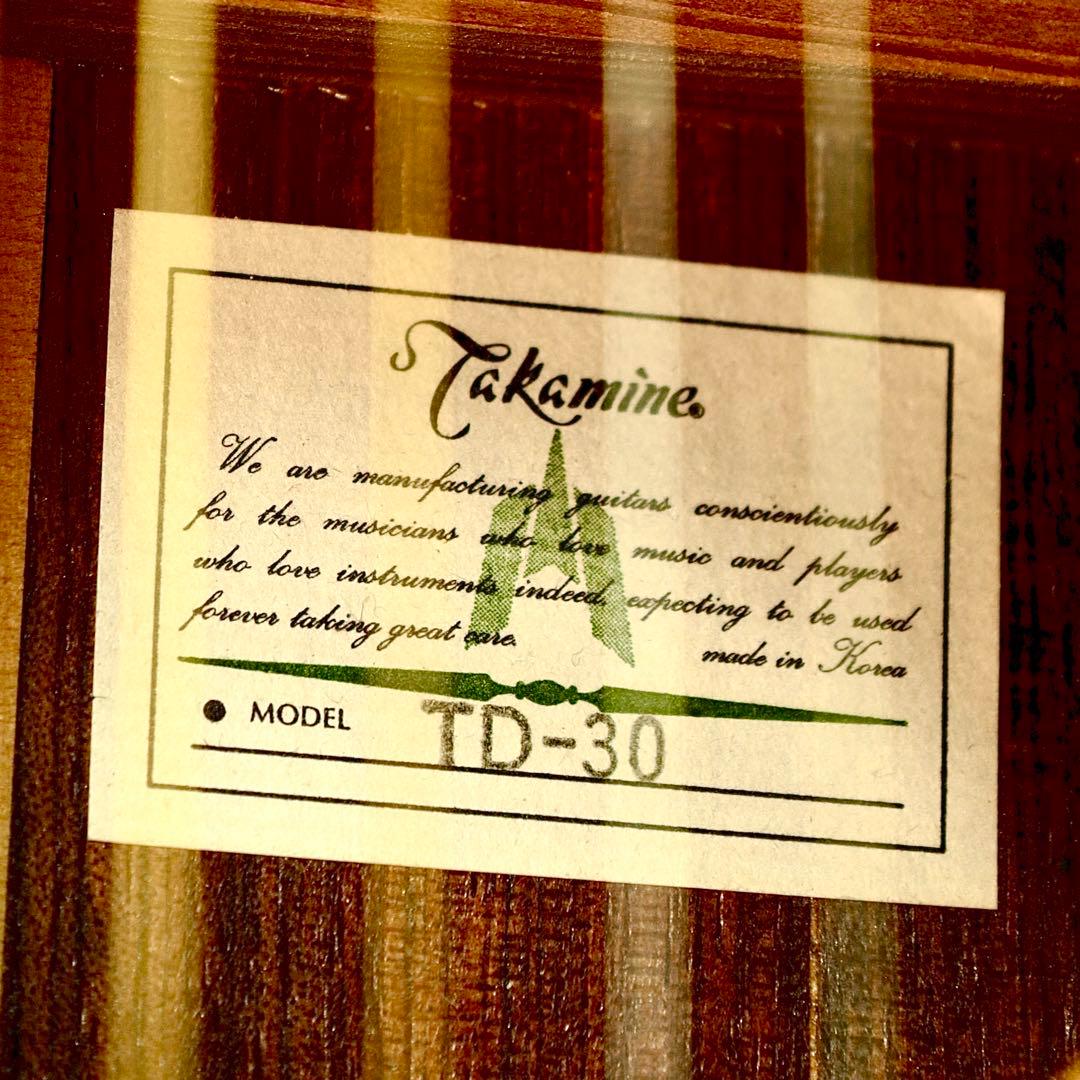 Takamine®
We are manufacturing guitars conscientiously
for the musicians who love music and players
who love instruments indeed, expecting to be used
forever taking great care.
made in Korea
● MODEL TD-30